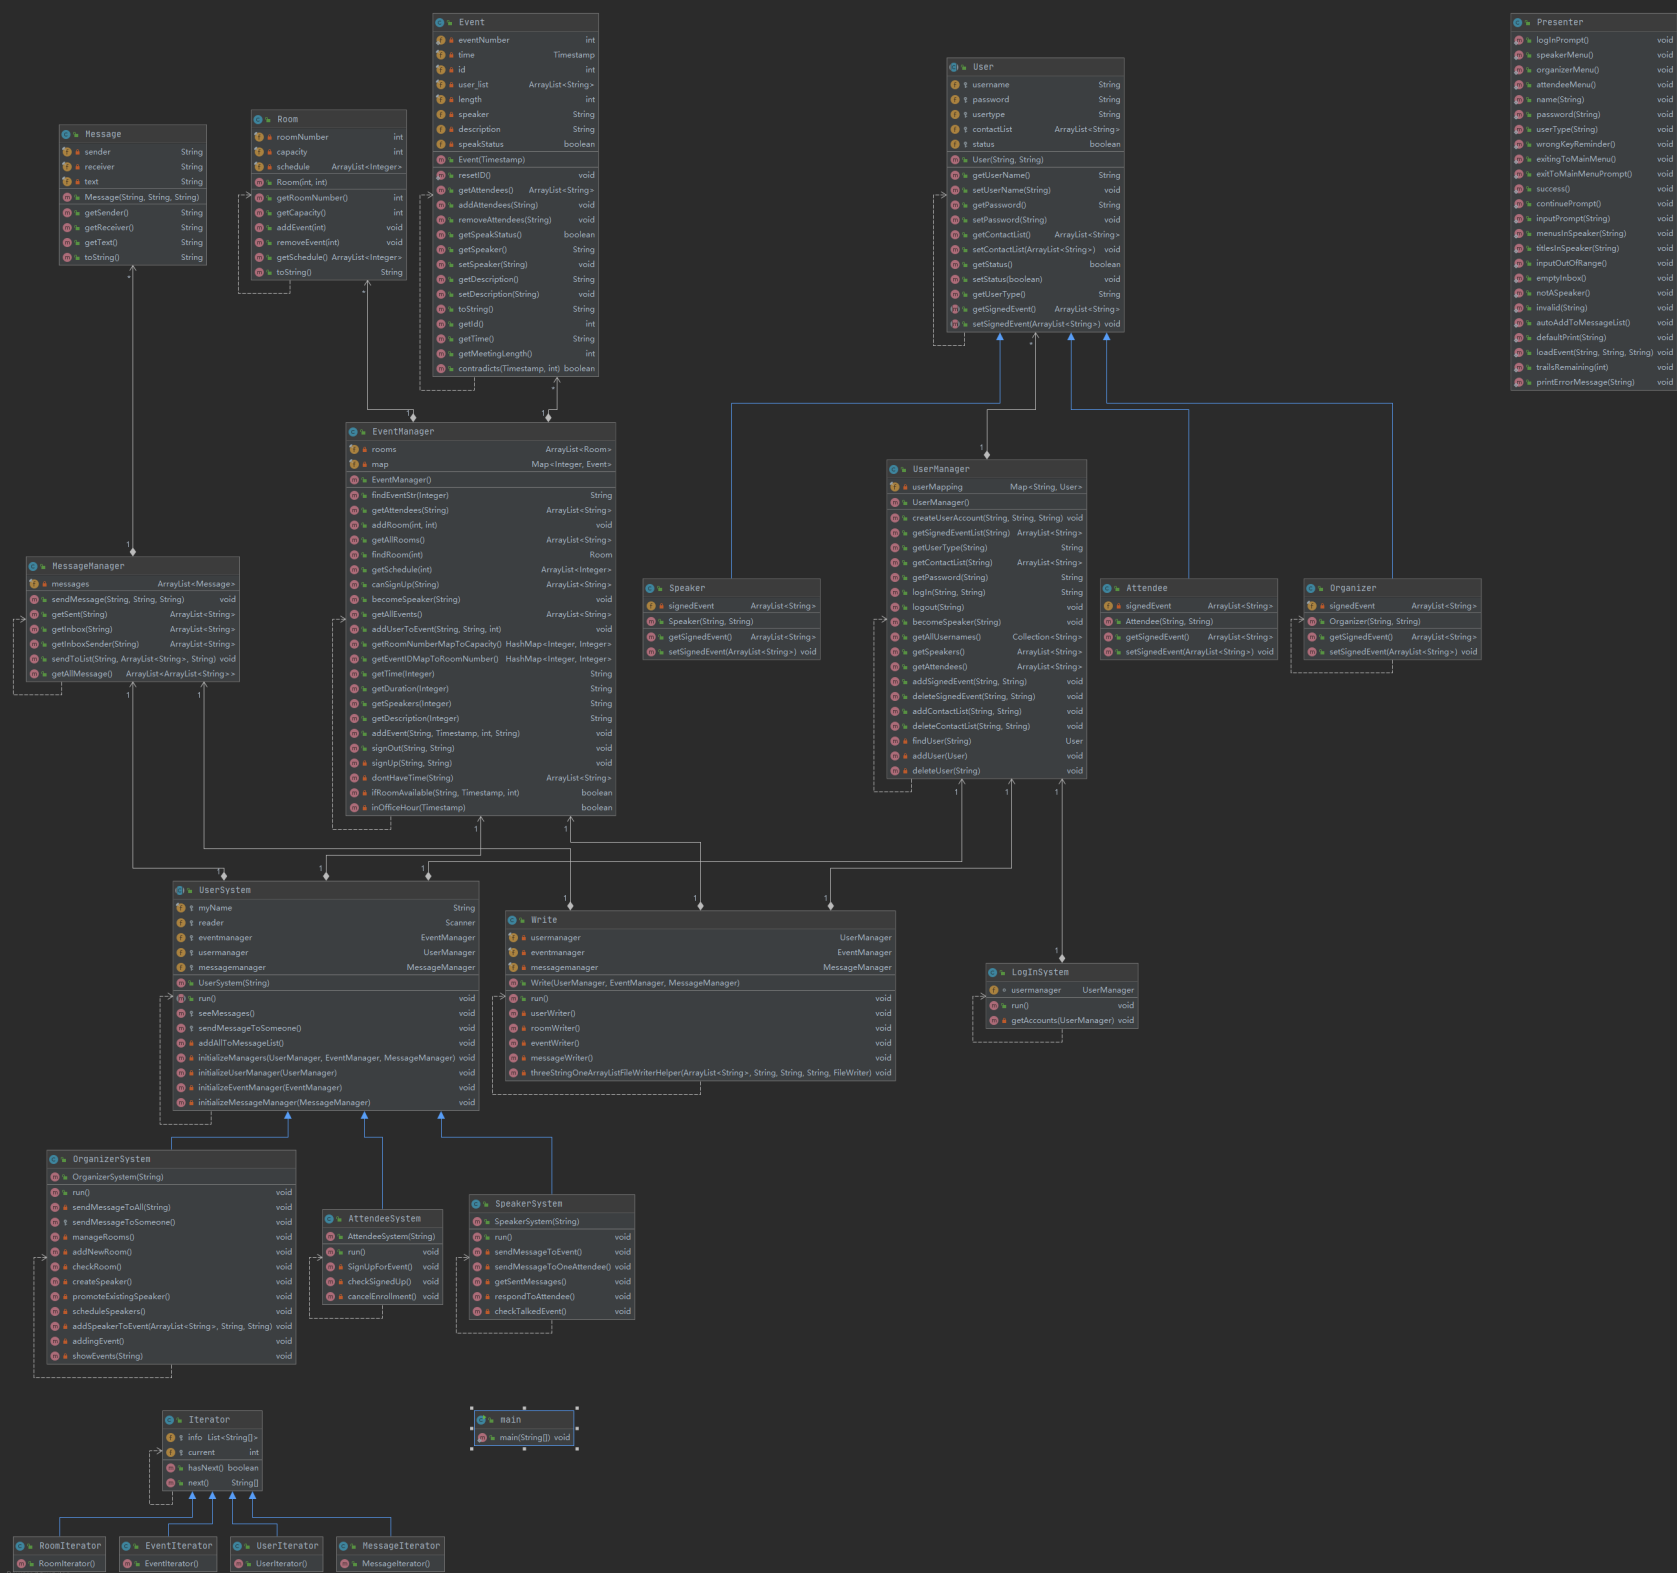 Event
eventNumber int
time Timestamp
id int
user_list ArrayList<String>
length int
speaker String
description String
speakStatus boolean
Event(Timestamp)
resetID() void
getAttendees() ArrayList<String>
addAttendees(String) void
removeAttendees(String) void
getSpeakStatus() boolean
getSpeaker() String
setSpeaker(String) void
getDescription() String
setDescription(String) void
toString() String
getId() int
getTime() String
getMeetingLength() int
contradicts(Timestamp, int) boolean
Presenter
logInPrompt() void
speakerMenu() void
organizerMenu() void
attendeeMenu() void
name(String) void
password(String) void
userType(String) void
wrongKeyReminder() void
exitingToMainMenu() void
exitToMainMenuPrompt() void
success() void
continuePrompt() void
inputPrompt(String) void
menusInSpeaker(String) void
titlesInSpeaker(String) void
inputOutOfRange() void
emptyInbox() void
notASpeaker() void
invalid(String) void
autoAddToMessageList() void
defaultPrint(String) void
loadEvent(String, String, String) void
trailsRemaining(int) void
printErrorMessage(String) void
User
username String
password String
usertype String
contactList ArrayList<String>
status boolean
User(String, String)
getUserName() String
setUserName(String) void
getPassword() String
setPassword(String) void
getContactList() ArrayList<String>
setContactList(ArrayList<String>) void
getStatus() boolean
setStatus(boolean) void
getUserType() String
getSignedEvent() ArrayList<String>
setSignedEvent(ArrayList<String>) void
Room
roomNumber int
capacity int
schedule ArrayList<Integer>
Room(int, int)
getRoomNumber() int
getCapacity() int
addEvent(int) void
removeEvent(int) void
getSchedule() ArrayList<Integer>
toString() String
Message
sender String
receiver String
text String
Message(String, String, String)
getSender() String
getReceiver() String
getText() String
toString() String
EventManager
rooms ArrayList<Room>
map Map<Integer, Event>
EventManager()
findEventStr(Integer) String
getAttendees(String) ArrayList<String>
addRoom(int, int) void
getAllRooms() ArrayList<String>
findRoom(int) Room
getSchedule(int) ArrayList<Integer>
canSignUp(String) ArrayList<String>
becomeSpeaker(String) void
getAllEvents() ArrayList<String>
addUserToEvent(String, String, int) void
getRoomNumberMapToCapacity() HashMap<Integer, Integer>
getEventIDMapToRoomNumber() HashMap<Integer, Integer>
getTime(Integer) String
getDuration(Integer) String
getSpeakers(Integer) String
getDescription(Integer) String
addEvent(String, Timestamp, int, String) void
signOut(String, String) void
signUp(String, String) void
dontHaveTime(String) ArrayList<String>
ifRoomAvailable(String, Timestamp, int) boolean
inOfficeHour(Timestamp) boolean
UserManager
userMapping Map<String, User>
UserManager()
createUserAccount(String, String, String) void
getSignedEventList(String) ArrayList<String>
getUserType(String) String
getContactList(String) ArrayList<String>
getPassword(String) String
logIn(String, String) String
logout(String) void
becomeSpeaker(String) void
getAllUsernames() Collection<String>
getSpeakers() ArrayList<String>
getAttendees() ArrayList<String>
addSignedEvent(String, String) void
deleteSignedEvent(String, String) void
addContactList(String, String) void
deleteContactList(String, String) void
findUser(String) User
addUser(User) void
deleteUser(String) void
MessageManager
messages ArrayList<Message>
sendMessage(String, String, String) void
getSent(String) ArrayList<String>
getInbox(String) ArrayList<String>
getInboxSender(String) ArrayList<String>
sendToList(String, ArrayList<String>, String) void
getAllMessage() ArrayList<ArrayList<String>>
Speaker
signedEvent ArrayList<String>
Speaker(String, String)
getSignedEvent() ArrayList<String>
setSignedEvent(ArrayList<String>) void
Attendee
signedEvent ArrayList<String>
Attendee(String, String)
getSignedEvent() ArrayList<String>
setSignedEvent(ArrayList<String>) void
Organizer
signedEvent ArrayList<String>
Organizer(String, String)
getSignedEvent() ArrayList<String>
setSignedEvent(ArrayList<String>) void
UserSystem
myName String
reader Scanner
eventmanager EventManager
usermanager UserManager
messagemanager MessageManager
UserSystem(String)
run() void
seeMessages() void
sendMessageToSomeone() void
addAllToMessageList() void
initializeManagers(UserManager, EventManager, MessageManager) void
initializeUserManager(UserManager) void
initializeEventManager(EventManager) void
initializeMessageManager(MessageManager) void
Write
usermanager UserManager
eventmanager EventManager
messagemanager MessageManager
Write(UserManager, EventManager, MessageManager)
run() void
userWriter() void
roomWriter() void
eventWriter() void
messageWriter() void
threeStringOneArrayListFileWriterHelper(ArrayList<String>, String, String, String, FileWriter) void
LogInSystem
usermanager UserManager
run() void
getAccounts(UserManager) void
OrganizerSystem
OrganizerSystem(String)
run() void
sendMessageToAll(String) void
sendMessageToSomeone() void
manageRooms() void
addNewRoom() void
checkRoom() void
createSpeaker() void
promoteExistingSpeaker() void
scheduleSpeakers() void
addSpeakerToEvent(ArrayList<String>, String, String) void
addingEvent() void
showEvents(String) void
AttendeeSystem
AttendeeSystem(String)
run() void
SignUpForEvent() void
checkSignedUp() void
cancelEnrollment() void
SpeakerSystem
SpeakerSystem(String)
run() void
sendMessageToEvent() void
sendMessageToOneAttendee() void
getSentMessages() void
respondToAttendee() void
checkTalkedEvent() void
Iterator
info List<String[]>
current int
hasNext() boolean
next() String[]
main
main(String[]) void
RoomIterator
RoomIterator()
EventIterator
EventIterator()
UserIterator
UserIterator()
MessageIterator
MessageIterator()